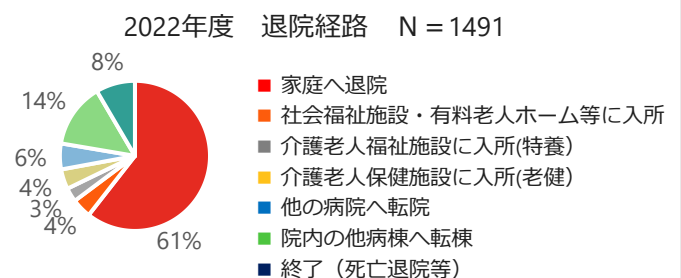 2022年度 退院経路 N＝1491
8%
14%
6%
4%
3%
4%
61%
家庭へ退院
社会福祉施設・有料老人ホーム等に入所
介護老人福祉施設に入所(特養）
介護老人保健施設に入所(老健）
他の病院へ転院
院内の他病棟へ転棟
終了（死亡退院等）